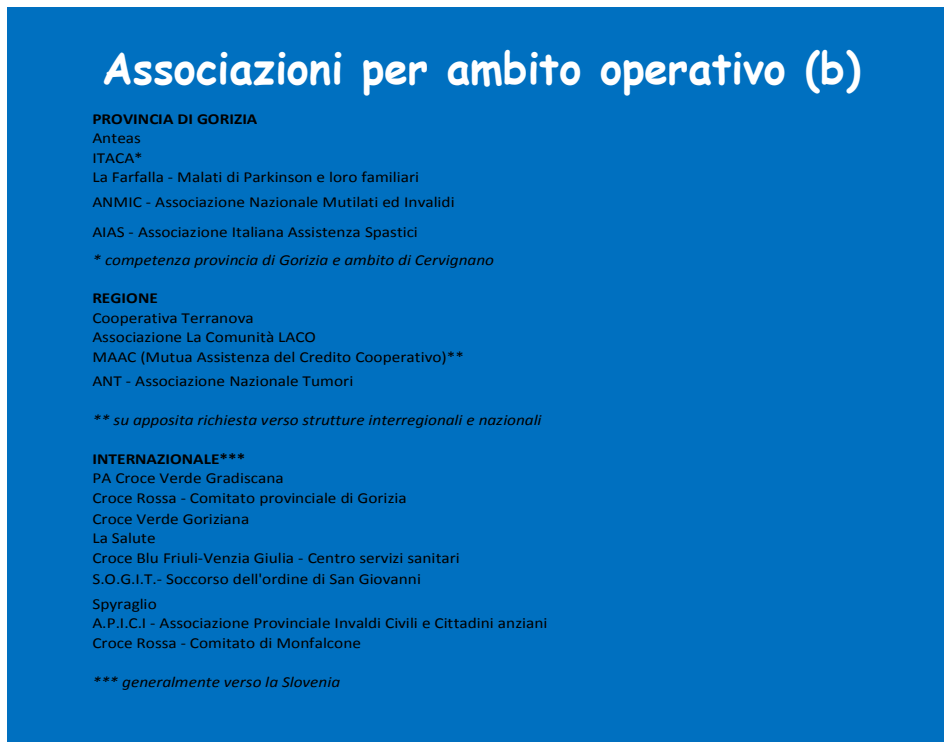 Associazioni per ambito operativo (b)
PROVINCIA DI GORIZIA
Anteas
ITACA*
La Farfalla - Malati di Parkinson e loro familiari
ANMIC - Associazione Nazionale Mutilati ed Invalidi
AIAS - Associazione Italiana Assistenza Spastici
* competenza provincia di Gorizia e ambito di Cervignano
REGIONE
Cooperativa Terranova
Associazione La Comunità LACO
MAAC (Mutua Assistenza del Credito Cooperativo)**
ANT - Associazione Nazionale Tumori
** su apposita richiesta verso strutture interregionali e nazionali
INTERNAZIONALE***
PA Croce Verde Gradiscana
Croce Rossa - Comitato provinciale di Gorizia
Croce Verde Goriziana
La Salute
Croce Blu Friuli-Venzia Giulia - Centro servizi sanitari
S.O.G.I.T.- Soccorso dell'ordine di San Giovanni
Spyraglio
A.P.I.C.I - Associazione Provinciale Invaldi Civili e Cittadini anziani
Croce Rossa - Comitato di Monfalcone
*** generalmente verso la Slovenia